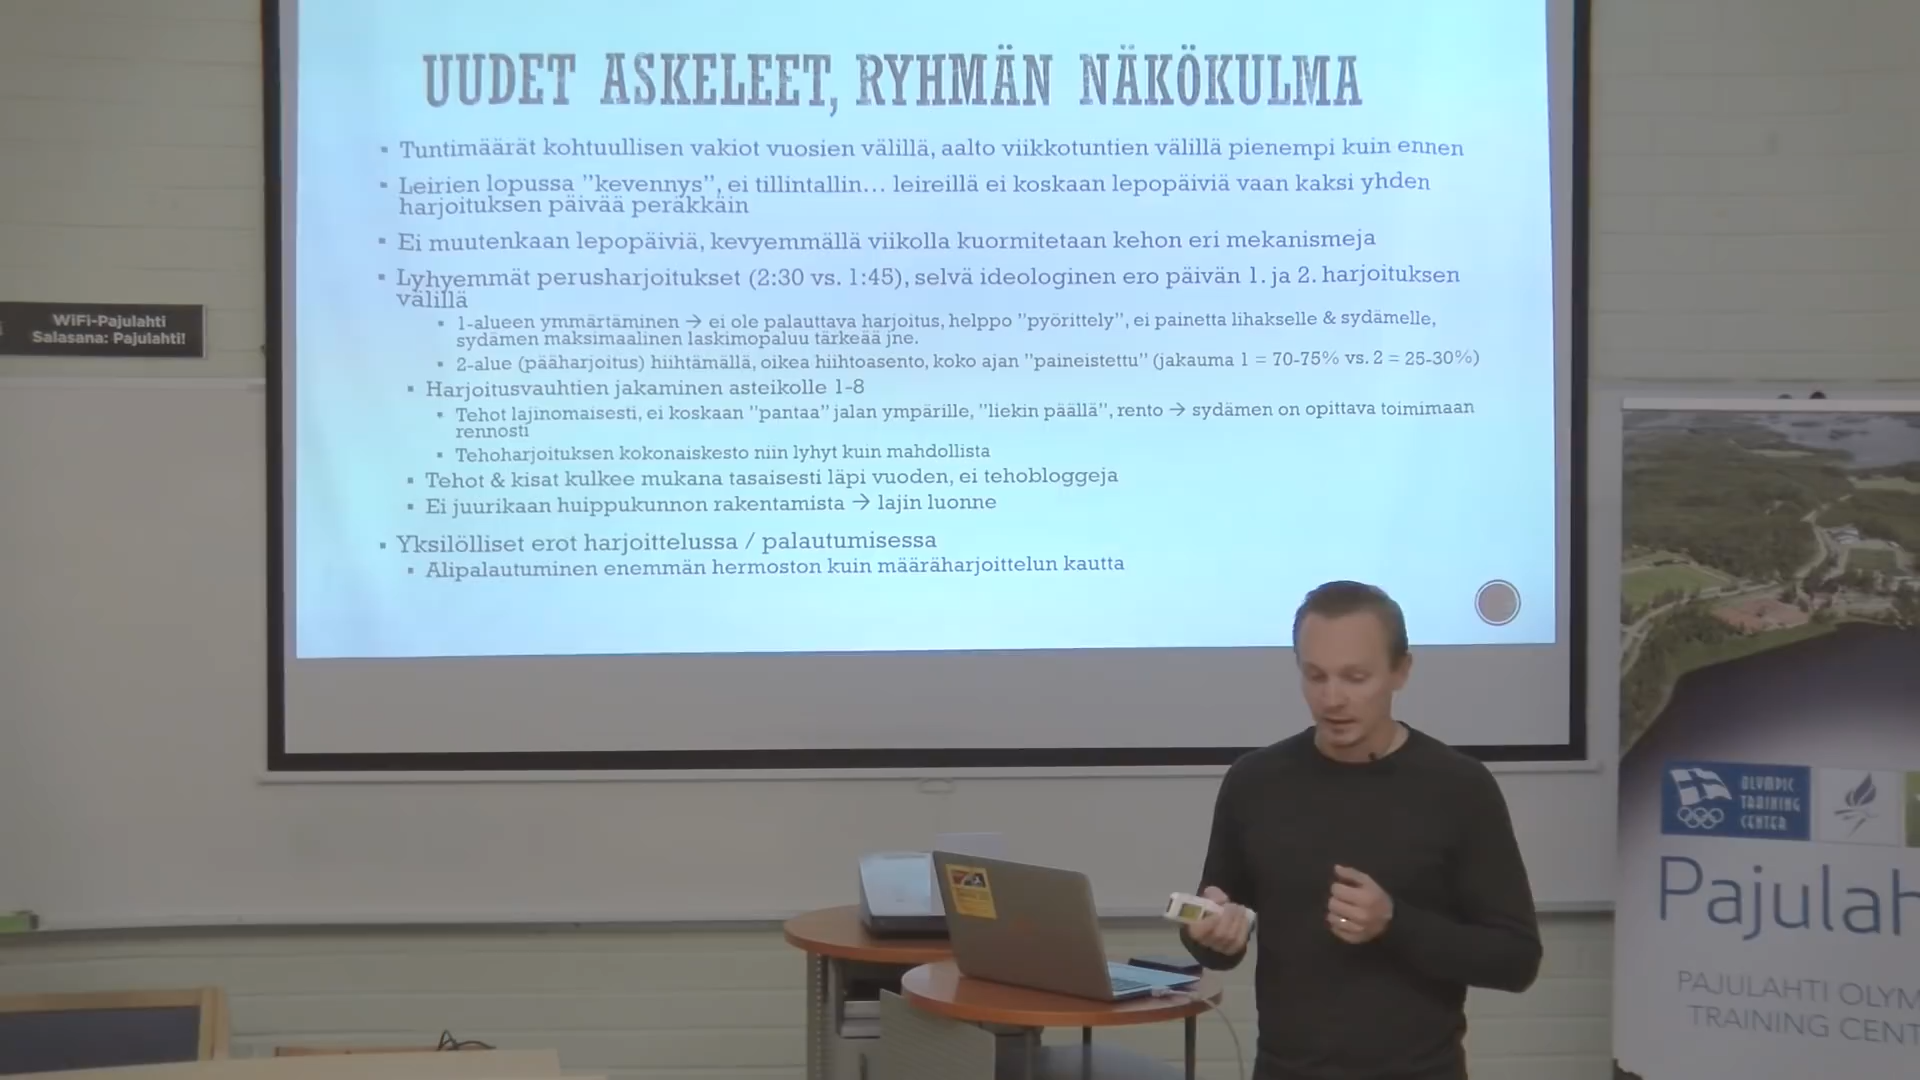 UUDET ASKELEET, RYHMÄN NÄKÖKULMA
▪ Tuntimäärät kohtuullisen vakiot vuosien välillä, aalto viikkotuntien välillä pienempi kuin ennen
▪ Leirien lopussa "kevennys", ei tillintallin... leireillä ei koskaan lepopäiviä vaan kaksi yhden
harjoituksen päivää peräkkäin
▪ Ei muutenkaan lepopäiviä, kevyemmällä viikolla kuormitetaan kehon eri mekanismeja
▪ Lyhyemmät perusharjoitukset (2:30 vs. 1:45), selvä ideologinen ero päivän 1. ja 2. harjoituksen
välillä
▪ 1-alueen ymmärtäminen → ei ole palauttava harjoitus, helppo "pyörittely", ei painetta lihakselle & sydämelle,
sydämen maksimaalinen laskimopaluu tärkeää jne.
▪ 2-alue (pääharjoitus) hiihtämällä, oikea hiihtoasento, koko ajan "paineistettu" (jakauma 1 = 70-75% vs. 2 = 25-30%)
▪ Harjoitusvauhtien jakaminen asteikolle 1-8
▪ Tehot lajinomaisesti, ei koskaan "pantaa" jalan ympärille, "liekin päällä", rento → sydämen on opittava toimimaan
rennosti
▪ Tehoharjoituksen kokonaiskesto niin lyhyt kuin mahdollista
▪ Tehot & kisat kulkee mukana tasaisesti läpi vuoden, ei tehobloggeja
▪ Ei juurikaan huippukunnon rakentamista → lajin luonne
▪ Yksilölliset erot harjoittelussa / palautumisessa
▪ Alipalautuminen enemmän hermoston kuin määräharjoittelun kautta
WiFi-Pajulahti
Salasana: Pajulahti!
OLYMPIC
TRAINING
CENTER
Pajulah
PAJULAHTI OLYM
TRAINING CENT